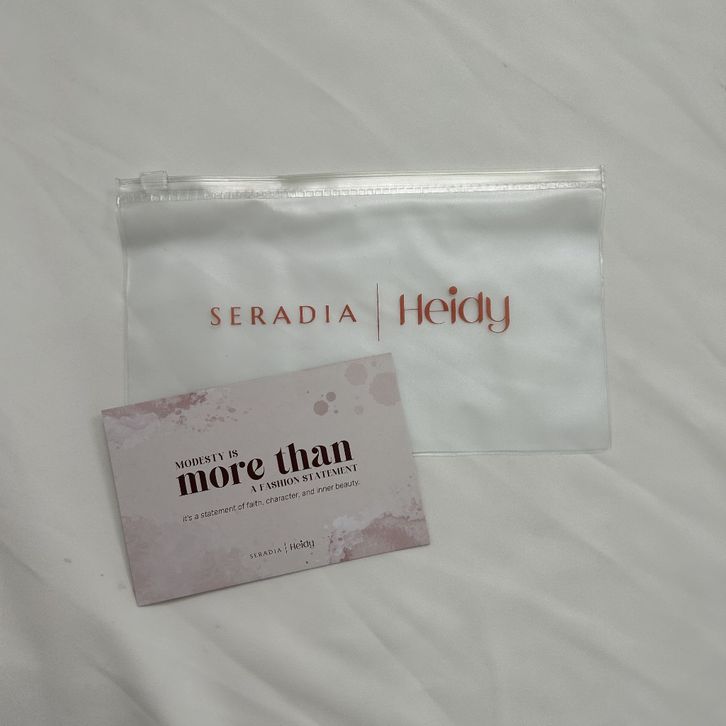 SERADIA | Heidy
MODESTY IS
more than
A FASHION STATEMENT
it's a statement of faith, character, and inner beauty.
SERADIA | Heidy